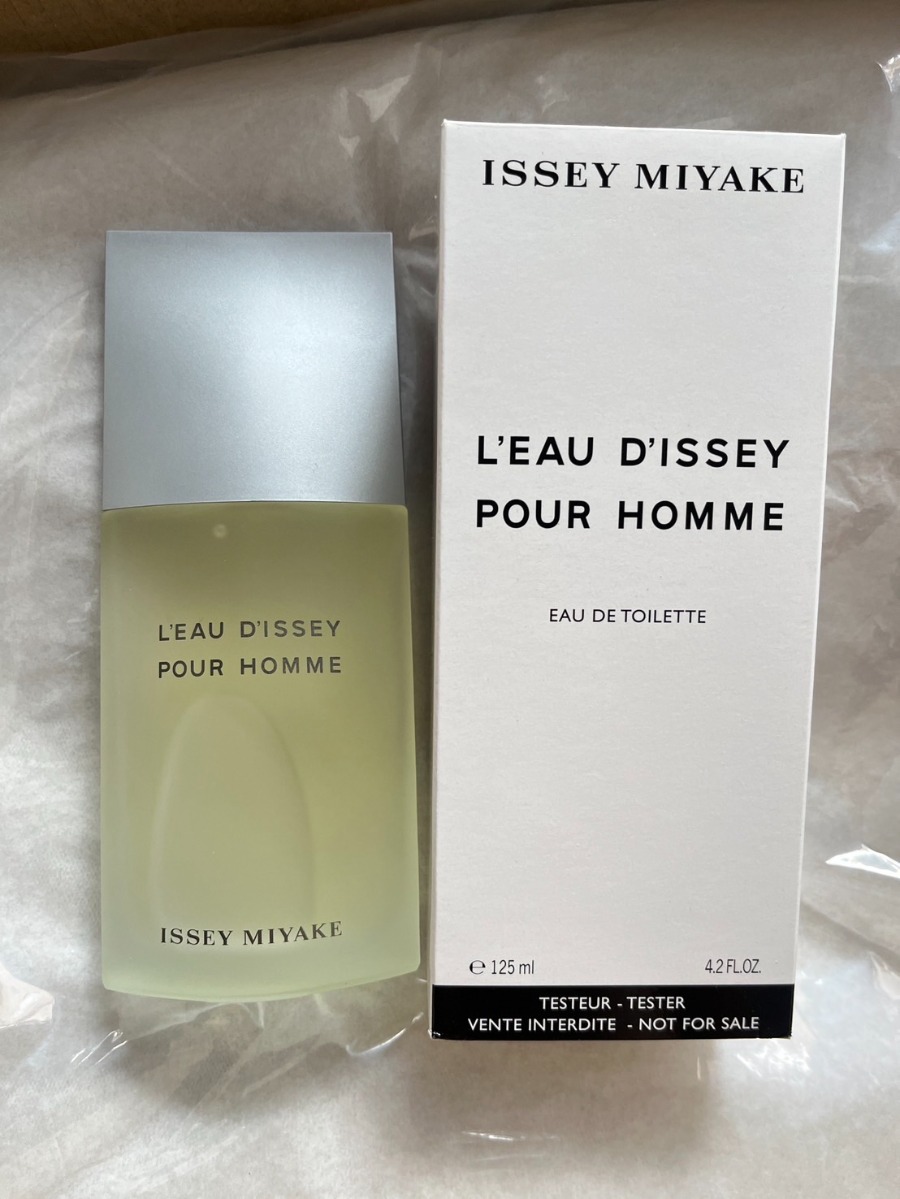 L'EAU D'ISSEY
POUR HOMME
ISSEY MIYAKE
ISSEY MIYAKE
L'EAU D'ISSEY
POUR HOMME
EAU DE TOILETTE
℮ 125 ml 4.2 FL.OZ.
TESTEUR - TESTER
VENTE INTERDITE - NOT FOR SALE